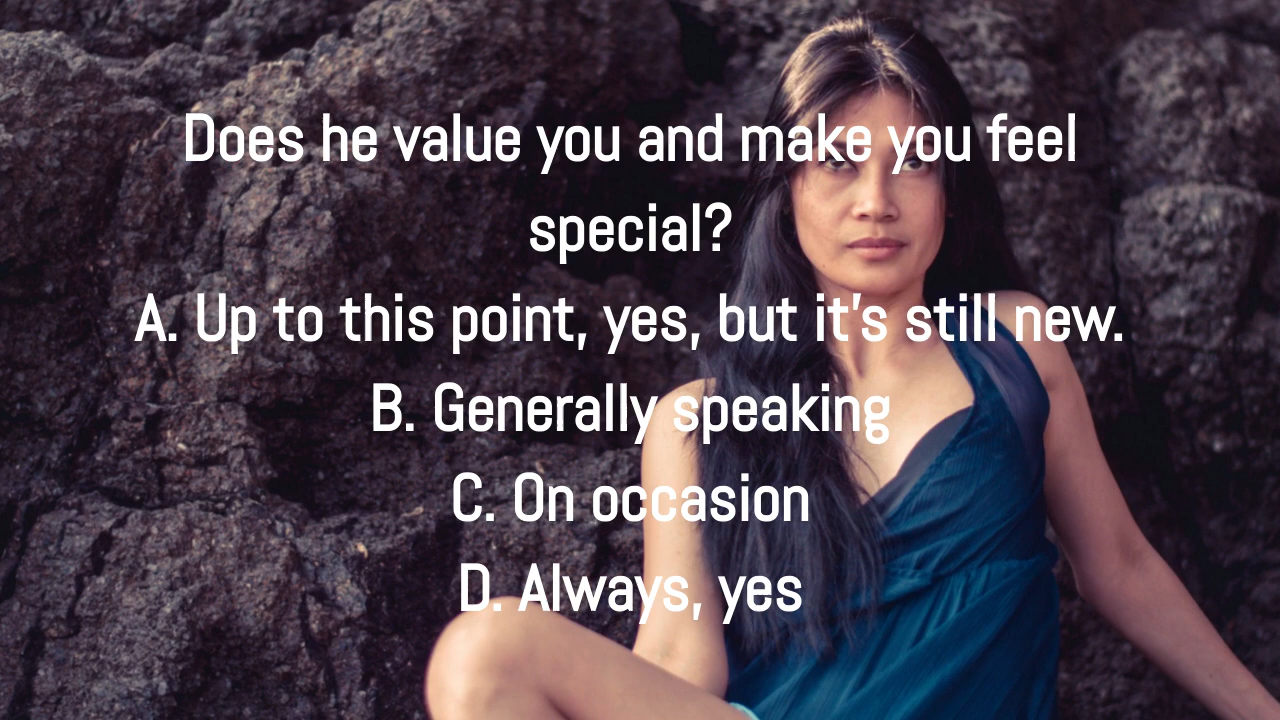 Does he value you and make you feel
special?
A. Up to this point, yes, but it's still new.
B. Generally speaking
C. On occasion
D. Always, yes